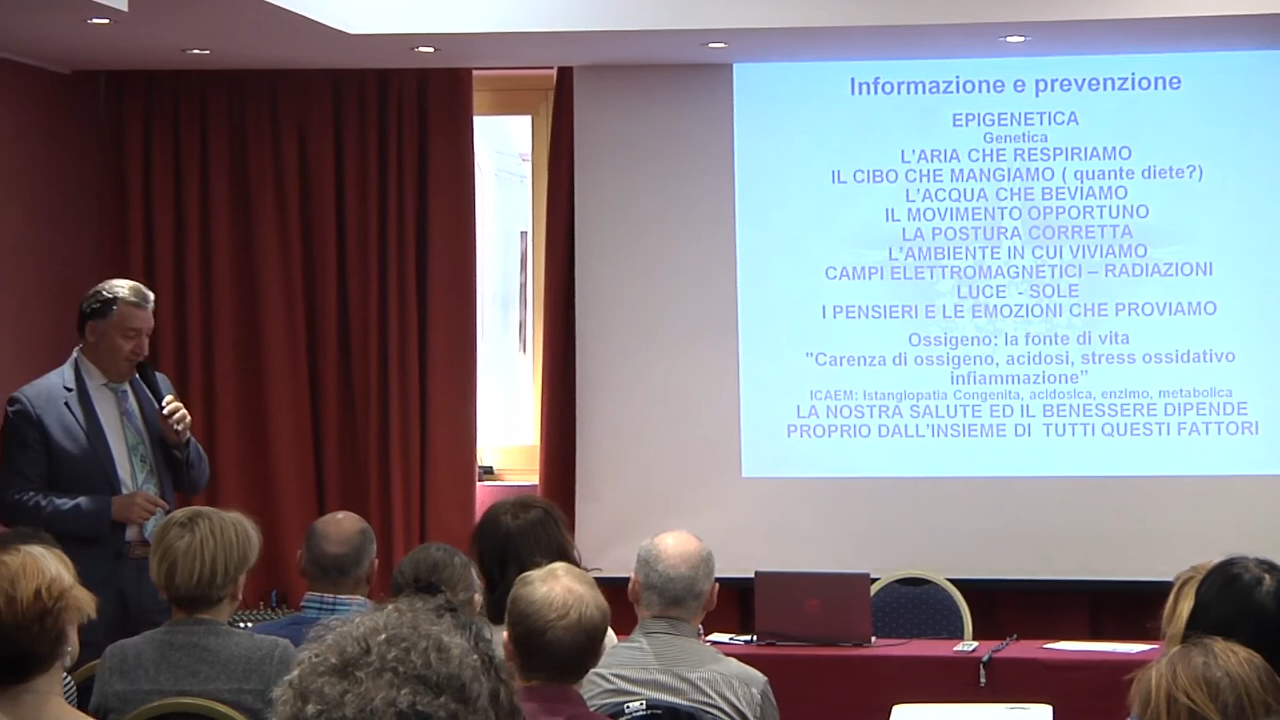 Informazione e prevenzione
EPIGENETICA
Genetica
L'ARIA CHE RESPIRIAMO
IL CIBO CHE MANGIAMO ( quante diete?)
L'ACQUA CHE BEVIAMO
IL MOVIMENTO OPPORTUNO
LA POSTURA CORRETTA
L'AMBIENTE IN CUI VIVIAMO
CAMPI ELETTROMAGNETICI – RADIAZIONI
LUCE - SOLE
I PENSIERI E LE EMOZIONI CHE PROVIAMO
Ossigeno: la fonte di vita
"Carenza di ossigeno, acidosi, stress ossidativo
infiammazione"
ICAEM: Istangiopatia Congenita, acidosica, enzimo, metabolica
LA NOSTRA SALUTE ED IL BENESSERE DIPENDE
PROPRIO DALL'INSIEME DI TUTTI QUESTI FATTORI